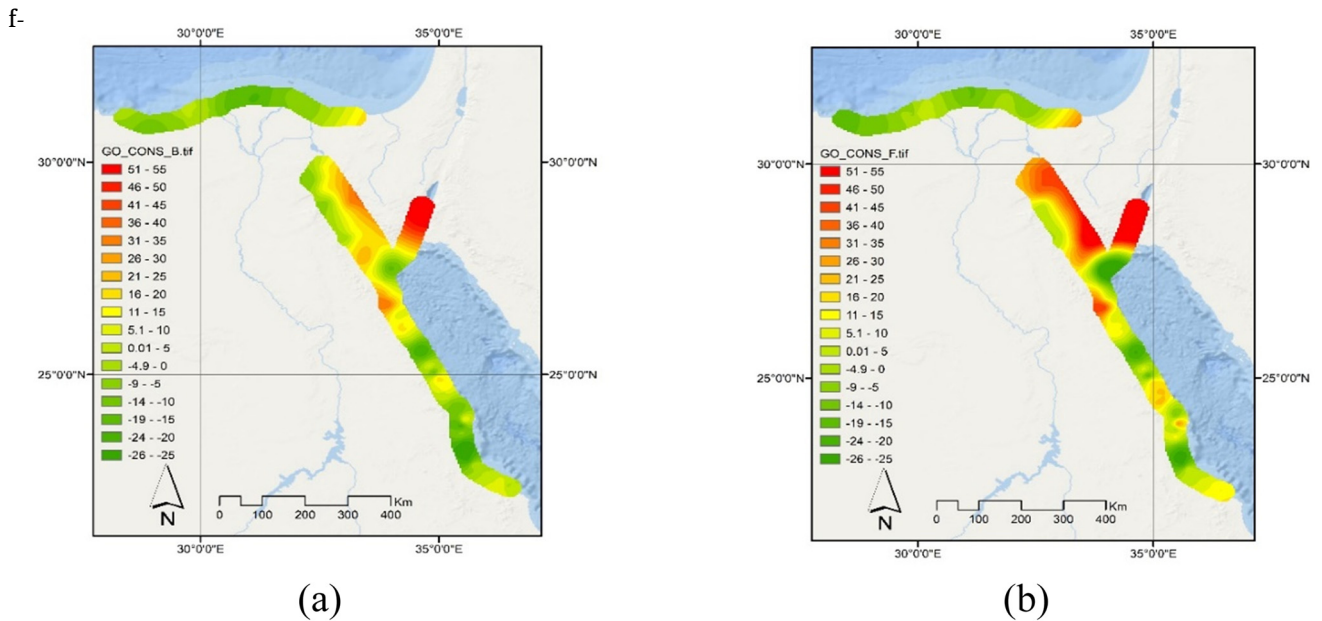 f-
30°0'0"E 35°0'0"E
GO_CONS_B.tif
51 - 55
46 - 50
41 - 45
36 - 40
31 - 35
26 - 30
21 - 25
16 - 20
11 - 15
5.1 - 10
0.01 - 5
-4.9 - 0
-9 - -5
-14 - -10
-19 - -15
-24 - -20
-26 - -25
30°0'0"N 30°0'0"N
25°0'0"N 25°0'0"N
N
0 100 200 300 400 Km
30°0'0"E 35°0'0"E
(a)
30°0'0"E 35°0'0"E
GO_CONS_F.tif
51 - 55
46 - 50
41 - 45
36 - 40
31 - 35
26 - 30
21 - 25
16 - 20
11 - 15
5.1 - 10
0.01 - 5
-4.9 - 0
-9 - -5
-14 - -10
-19 - -15
-24 - -20
-26 - -25
30°0'0"N 30°0'0"N
25°0'0"N 25°0'0"N
N
0 100 200 300 400 Km
30°0'0"E 35°0'0"E
(b)